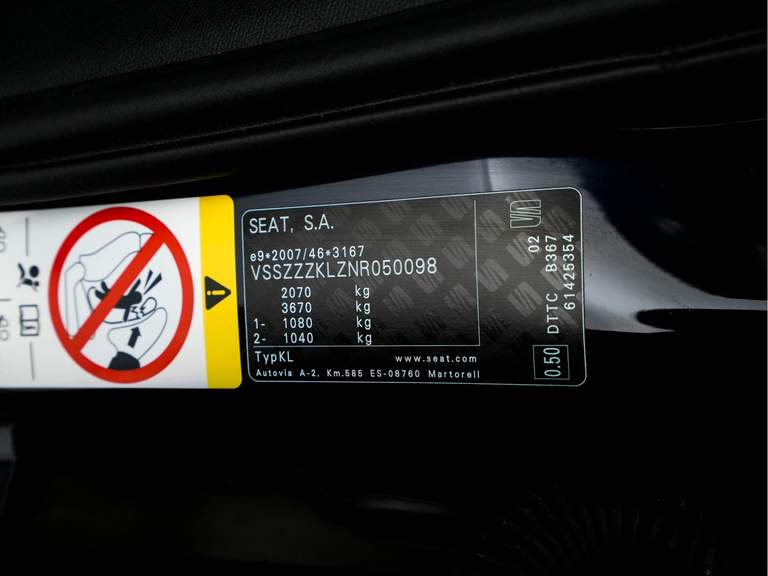 SEAT, S.A.
e9*2007/46*3167
VSSZZZKLZNR050098
2070 kg
3670 kg
1- 1080 kg
2- 1040 kg
TypKL www.seat.com
Autovia A-2, Km.585 ES-08760 Martorell
02
DTTC B367
61425354
0.50